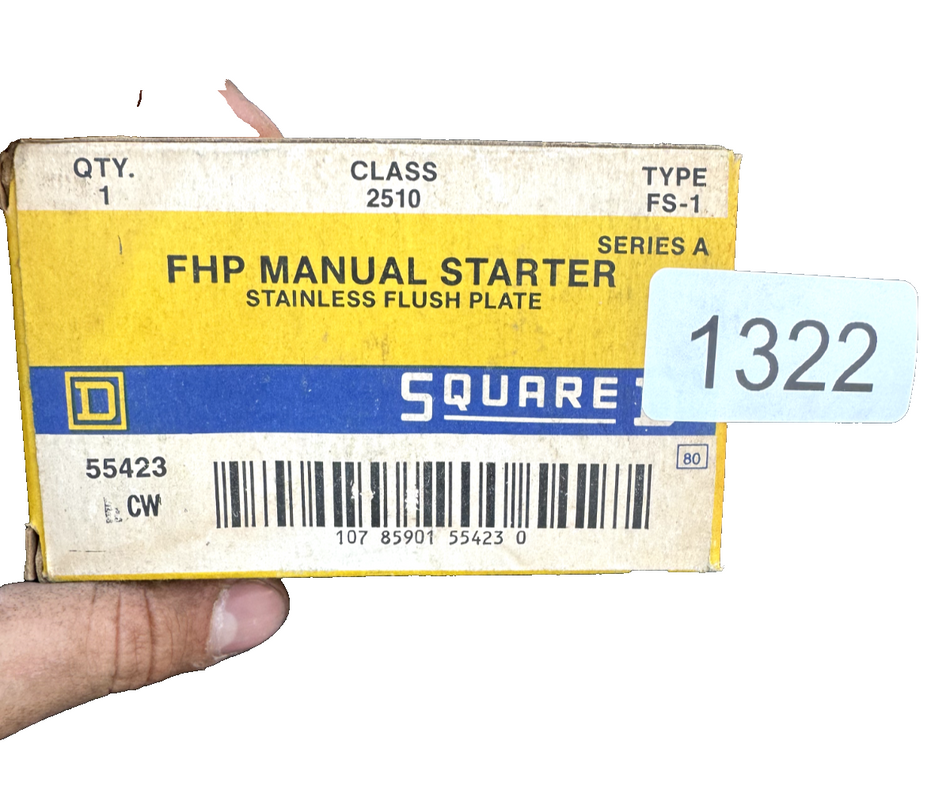 QTY.
1
CLASS
2510
TYPE
FS-1
SERIES A
FHP MANUAL STARTER
STAINLESS FLUSH PLATE
1322
D
SQUARE D
80
55423
CW
107 85901 55423 0